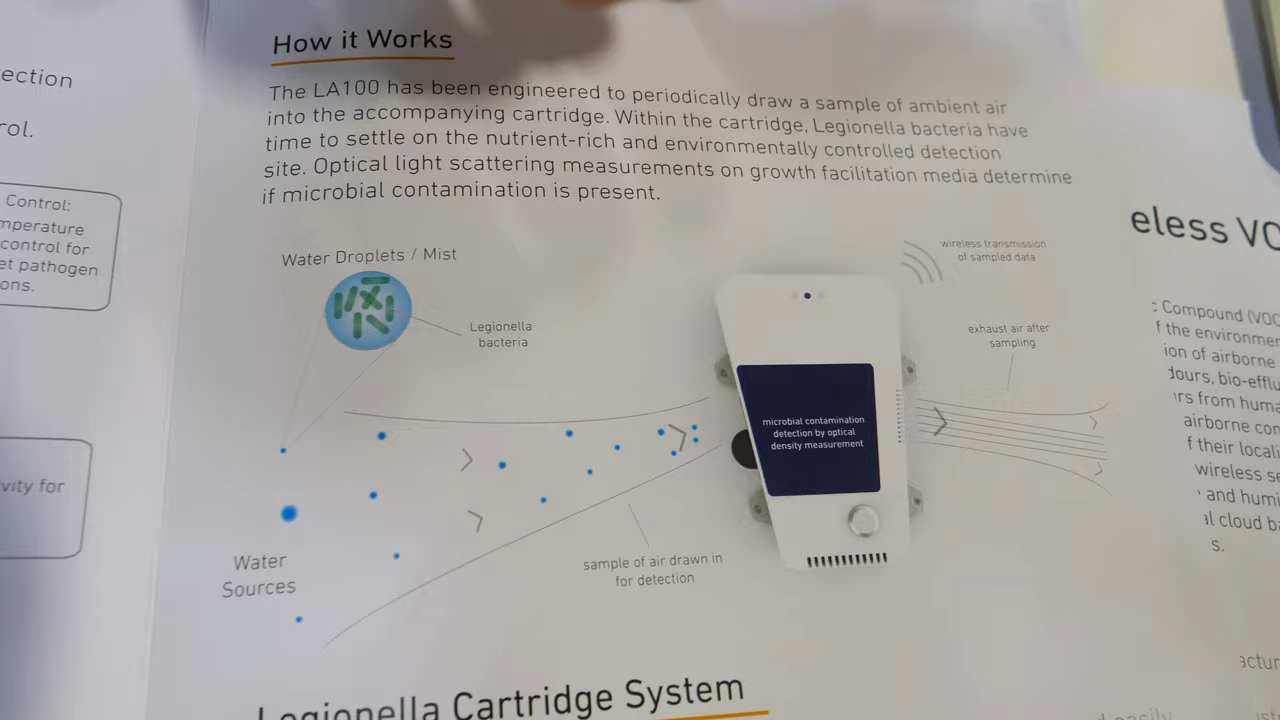 ection
rol.
Control:
mperature
control for
et pathogen
ons.
vity for
How it Works
The LA100 has been engineered to periodically draw a sample of ambient air
into the accompanying cartridge. Within the cartridge, Legionella bacteria have
time to settle on the nutrient-rich and environmentally controlled detection
site. Optical light scattering measurements on growth facilitation media determine
if microbial contamination is present.
Water Droplets / Mist
Legionella
bacteria
Water
Sources
sample of air drawn in
for detection
microbial contamination
detection by optical
density measurement
wireless transmission
of sampled data
exhaust air after
sampling
Legionella Cartridge System
eless VO
Compound (VOC
f the environmen
ion of airborne
dours, bio-efflu
rs from huma
airborne con
f their locali
wireless se
and humi
al cloud ba
s.
actur